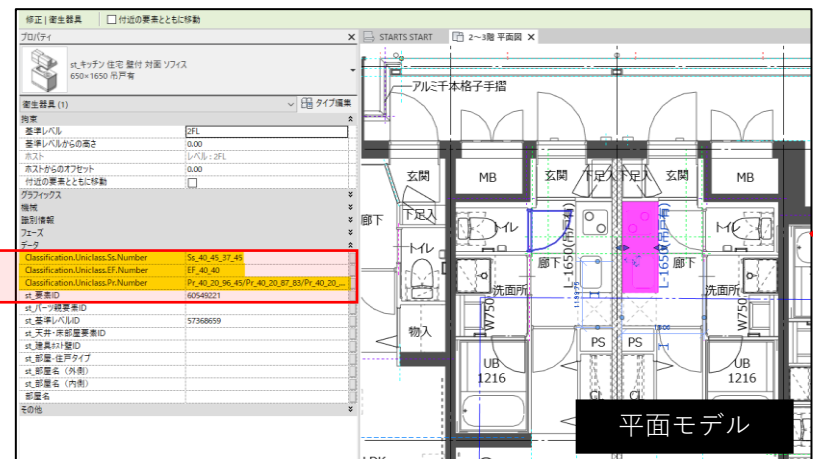 修正 | 衛生器具
付近の要素とともに移動
プロパティ
STARTS START
2～3階 平面図
st_キッチン 住宅 壁付 対面 ソフィス
650×1650 吊戸有
衛生器具 (1)
タイプ編集
拘束
基準レベル 2FL
基準レベルからの高さ 0.00
ホスト レベル : 2FL
ホストからのオフセット 0.00
付近の要素とともに移動
グラフィックス
機械
識別情報
フェーズ
データ
Classification.Uniclass.Ss.Number Ss_40_45_37_45
Classification.Uniclass.EF.Number EF_40_40
Classification.Uniclass.Pr.Number Pr_40_20_96_45/Pr_40_20_87_83/Pr_40_20_...
st_要素ID 60549221
st_パーツ親要素ID
st_基準レベルID 57368659
st_天井・床部屋要素ID
st_建具ホスト壁ID
st_部屋-住戸タイプ
st_部屋名（外側）
st_部屋名（内側）
部屋名
その他
アルミ千本格子手摺
玄関
MB
玄関
下足入
下足入
玄関
MB
廊下
下足入
トイレ
L-1650(吊戸有)
L-1650(吊戸有)
トイレ
トイレ
廊下
廊下
洗面所
洗面所
W750
W750
物入
PS
PS
UB
1216
UB
1216
平面モデル